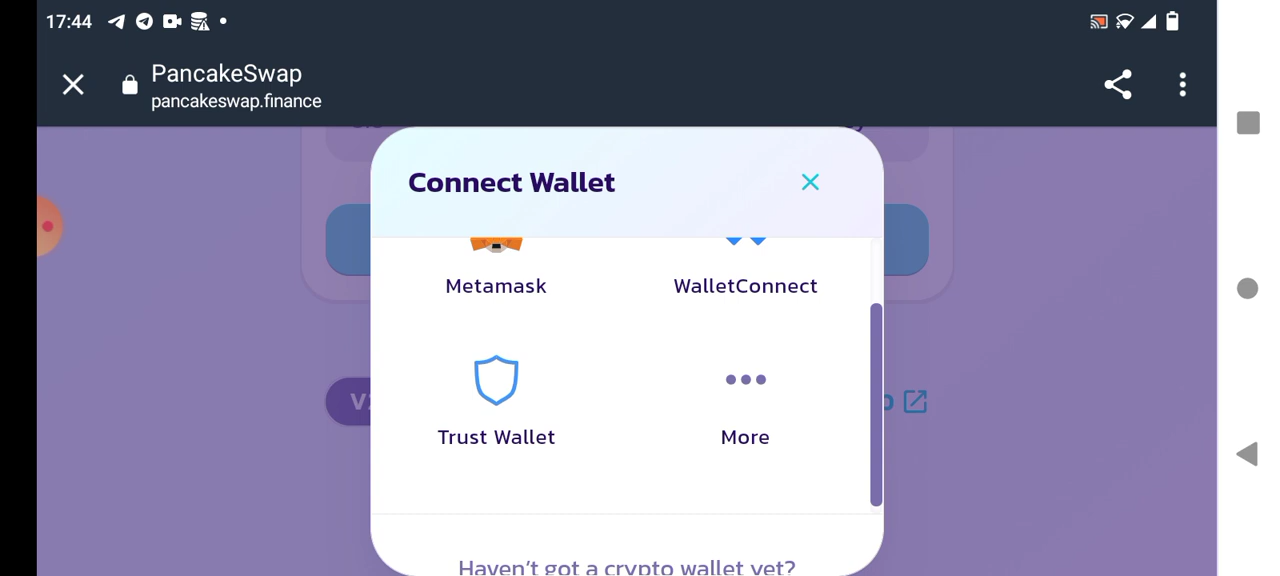 17:44
PancakeSwap
pancakeswap.finance
Connect Wallet
Metamask
WalletConnect
Trust Wallet
More
Haven't got a crypto wallet yet?